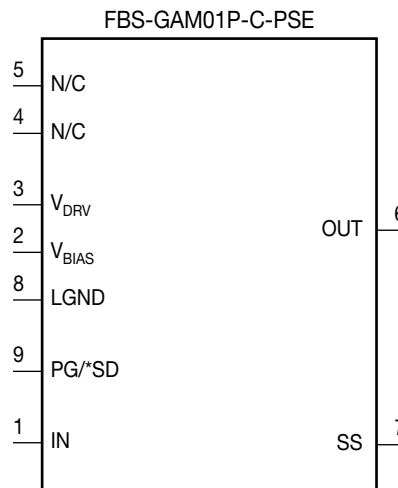 FBS-GAM01P-C-PSE
5 N/C
4 N/C
3 VDRV
OUT 6
2 VBIAS
8 LGND
9 PG/*SD
1 IN
SS 7